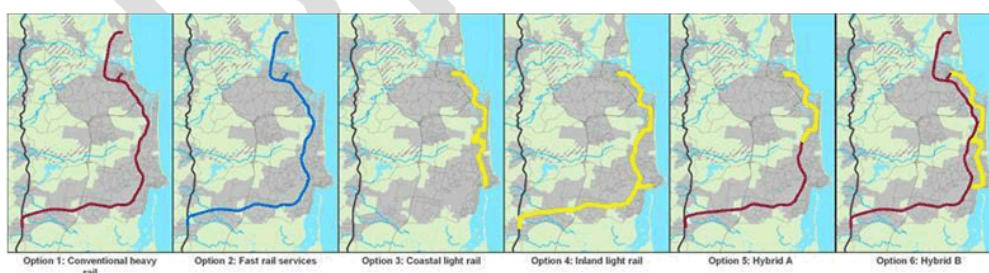 Option 1: Conventional heavy
rail
Option 2: Fast rail services
Option 3: Coastal light rail
Option 4: Inland light rail
Option 5: Hybrid A
Option 6: Hybrid B